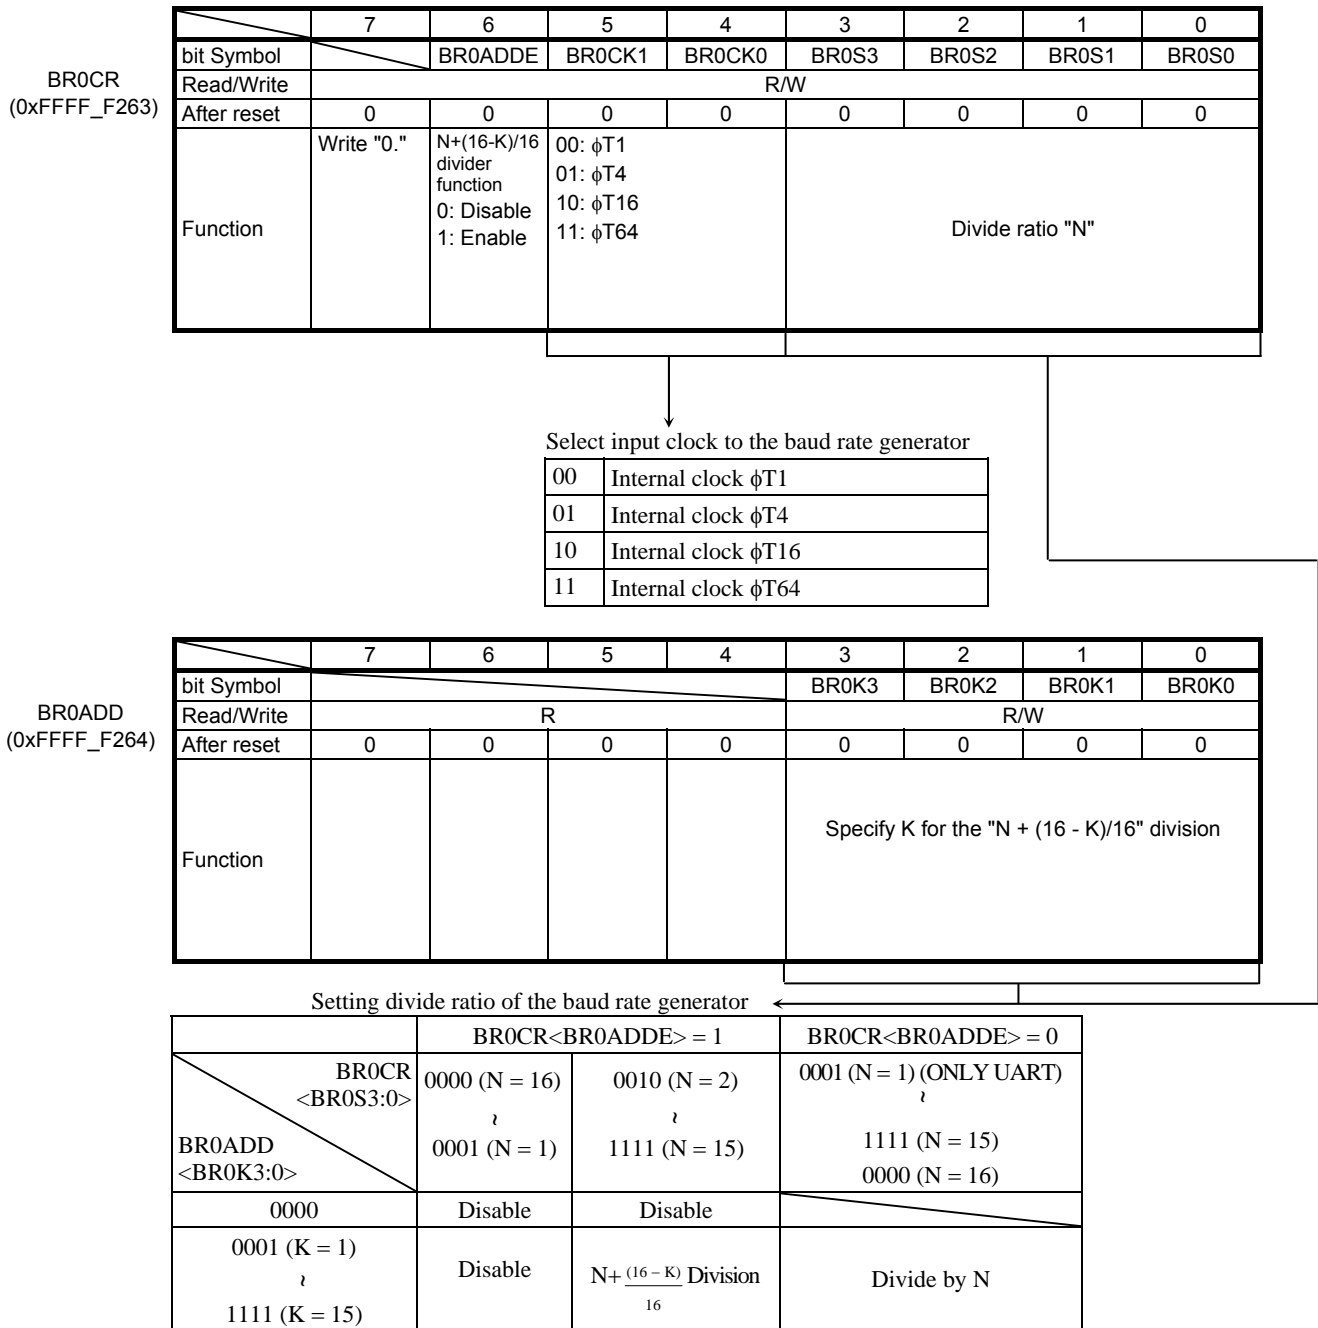 7 6 5 4 3 2 1 0
bit Symbol BR0ADDE BR0CK1 BR0CK0 BR0S3 BR0S2 BR0S1 BR0S0
BR0CR
(0xFFFF_F263)
Read/Write R/W
After reset 0 0 0 0 0 0 0 0
Function
Write "0."
N+(16-K)/16
divider
function
0: Disable
1: Enable
00: ϕT1
01: ϕT4
10: ϕT16
11: ϕT64
Divide ratio "N"
Select input clock to the baud rate generator
00 Internal clock ϕT1
01 Internal clock ϕT4
10 Internal clock ϕT16
11 Internal clock ϕT64
7 6 5 4 3 2 1 0
bit Symbol BR0K3 BR0K2 BR0K1 BR0K0
BR0ADD
(0xFFFF_F264)
Read/Write R R/W
After reset 0 0 0 0 0 0 0 0
Function
Specify K for the "N + (16 - K)/16" division
Setting divide ratio of the baud rate generator
BR0CR<BR0ADDE> = 1 BR0CR<BR0ADDE> = 0
BR0CR
<BR0S3:0>
BR0ADD
<BR0K3:0>
0000 (N = 16)
~
0001 (N = 1)
0010 (N = 2)
~
1111 (N = 15)
0001 (N = 1) (ONLY UART)
~
1111 (N = 15)
0000 (N = 16)
0000 Disable Disable
0001 (K = 1)
~
1111 (K = 15)
Disable
N+ (16 – K) Division
16
Divide by N